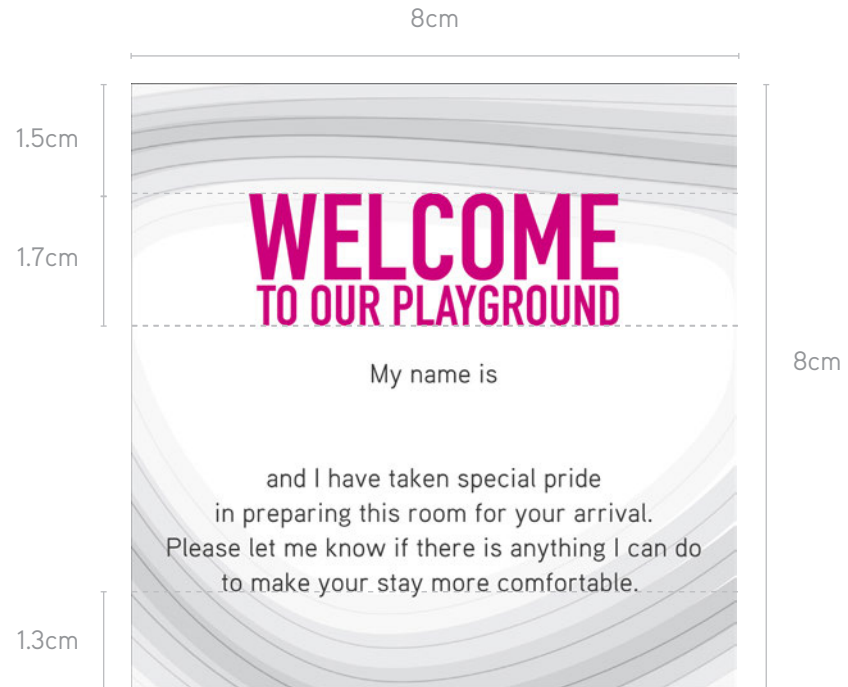 8cm
1.5cm
WELCOME
1.7cm
TO OUR PLAYGROUND
8cm
My name is
and I have taken special pride
in preparing this room for your arrival.
Please let me know if there is anything I can do
to make your stay more comfortable.
1.3cm